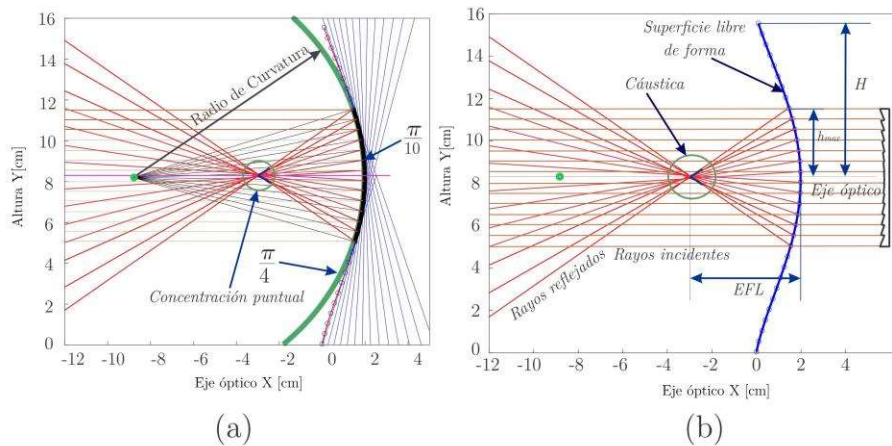 16
14
12
10
8
6
4
2
0
Altura Y[cm]
-12
-10
-8
-6
-4
-2
0
2
4
Eje óptico X [cm]
Radio de Curvatura
π/10
π/4
Concentración puntual
(a)
16
14
12
10
8
6
4
2
0
Altura Y[cm]
-12
-10
-8
-6
-4
-2
0
2
4
6
Eje óptico X [cm]
Superficie libre
de forma
Cáustica
H
hmax
Eje óptico
Rayos reflejados
Rayos incidentes
EFL
(b)